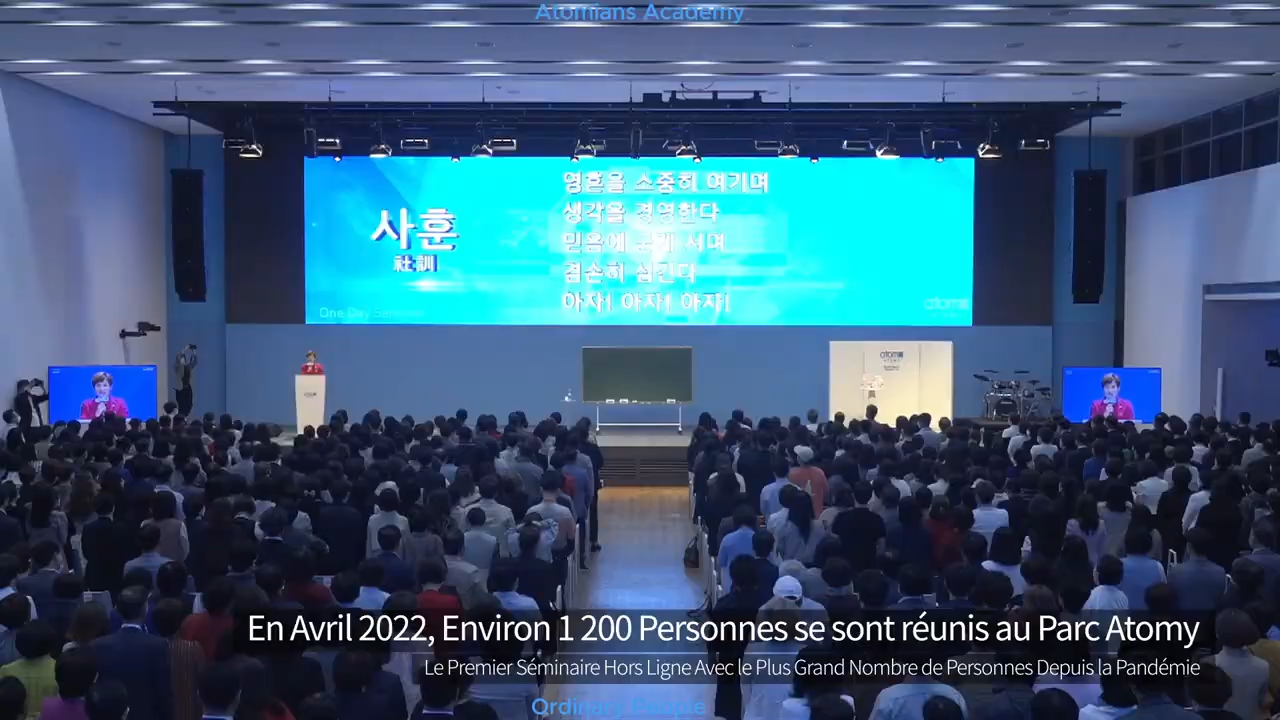 Atomians Academy
영혼을 소중히 여기며
생각을 경영한다
믿음에 굳게 서며
겸손히 섬긴다
아자! 아자! 아자!
사훈
社訓
One Day Seminar
atom
atom
En Avril 2022, Environ 1 200 Personnes se sont réunis au Parc Atomy
Le Premier Séminaire Hors Ligne Avec le Plus Grand Nombre de Personnes Depuis la Pandémie
Ordinary People